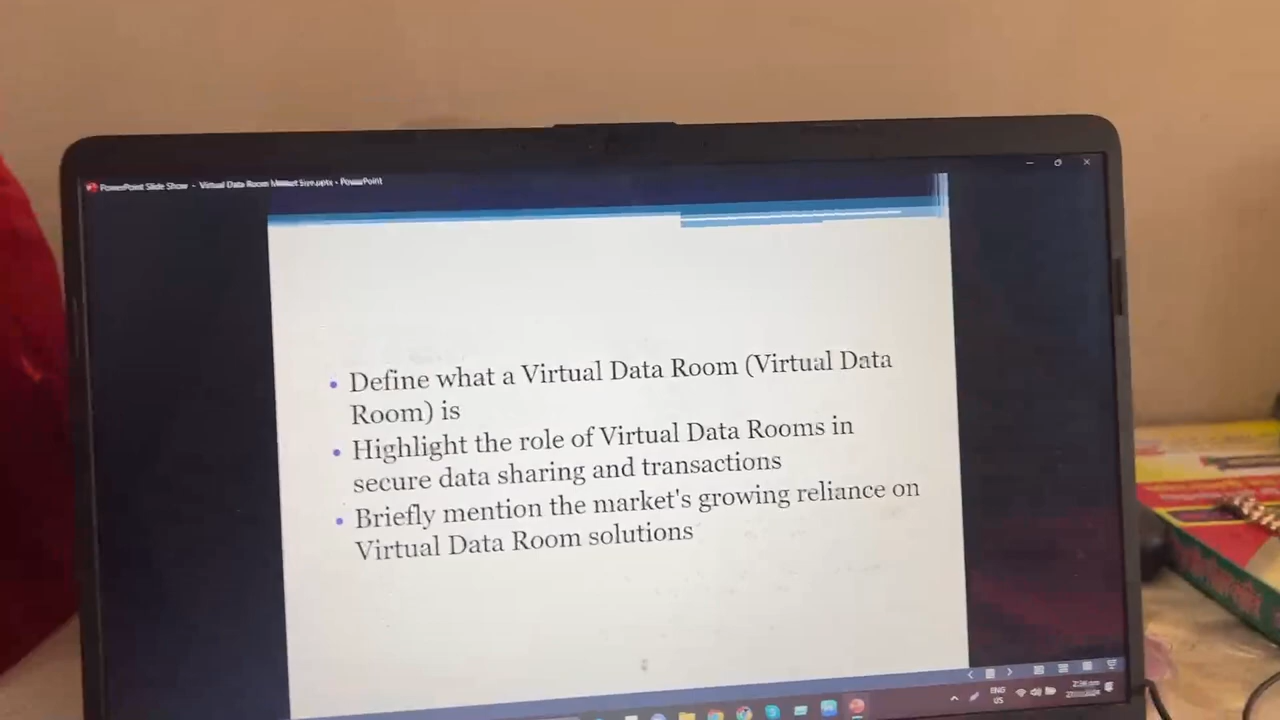 PowerPoint Slide Show - Virtual Data Room Market Size.pptx - PowerPoint
• Define what a Virtual Data Room (Virtual Data
Room) is
• Highlight the role of Virtual Data Rooms in
secure data sharing and transactions
• Briefly mention the market's growing reliance on
Virtual Data Room solutions
ENG
US